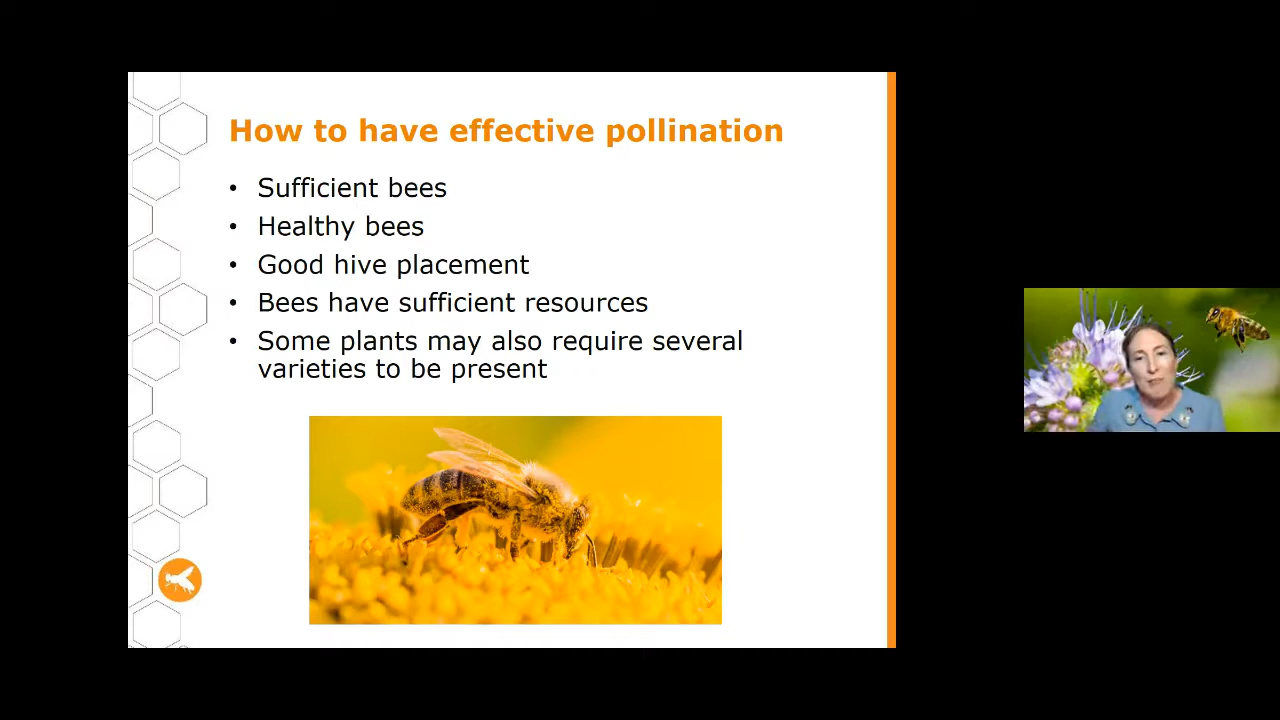 How to have effective pollination
• Sufficient bees
• Healthy bees
• Good hive placement
• Bees have sufficient resources
• Some plants may also require several
varieties to be present